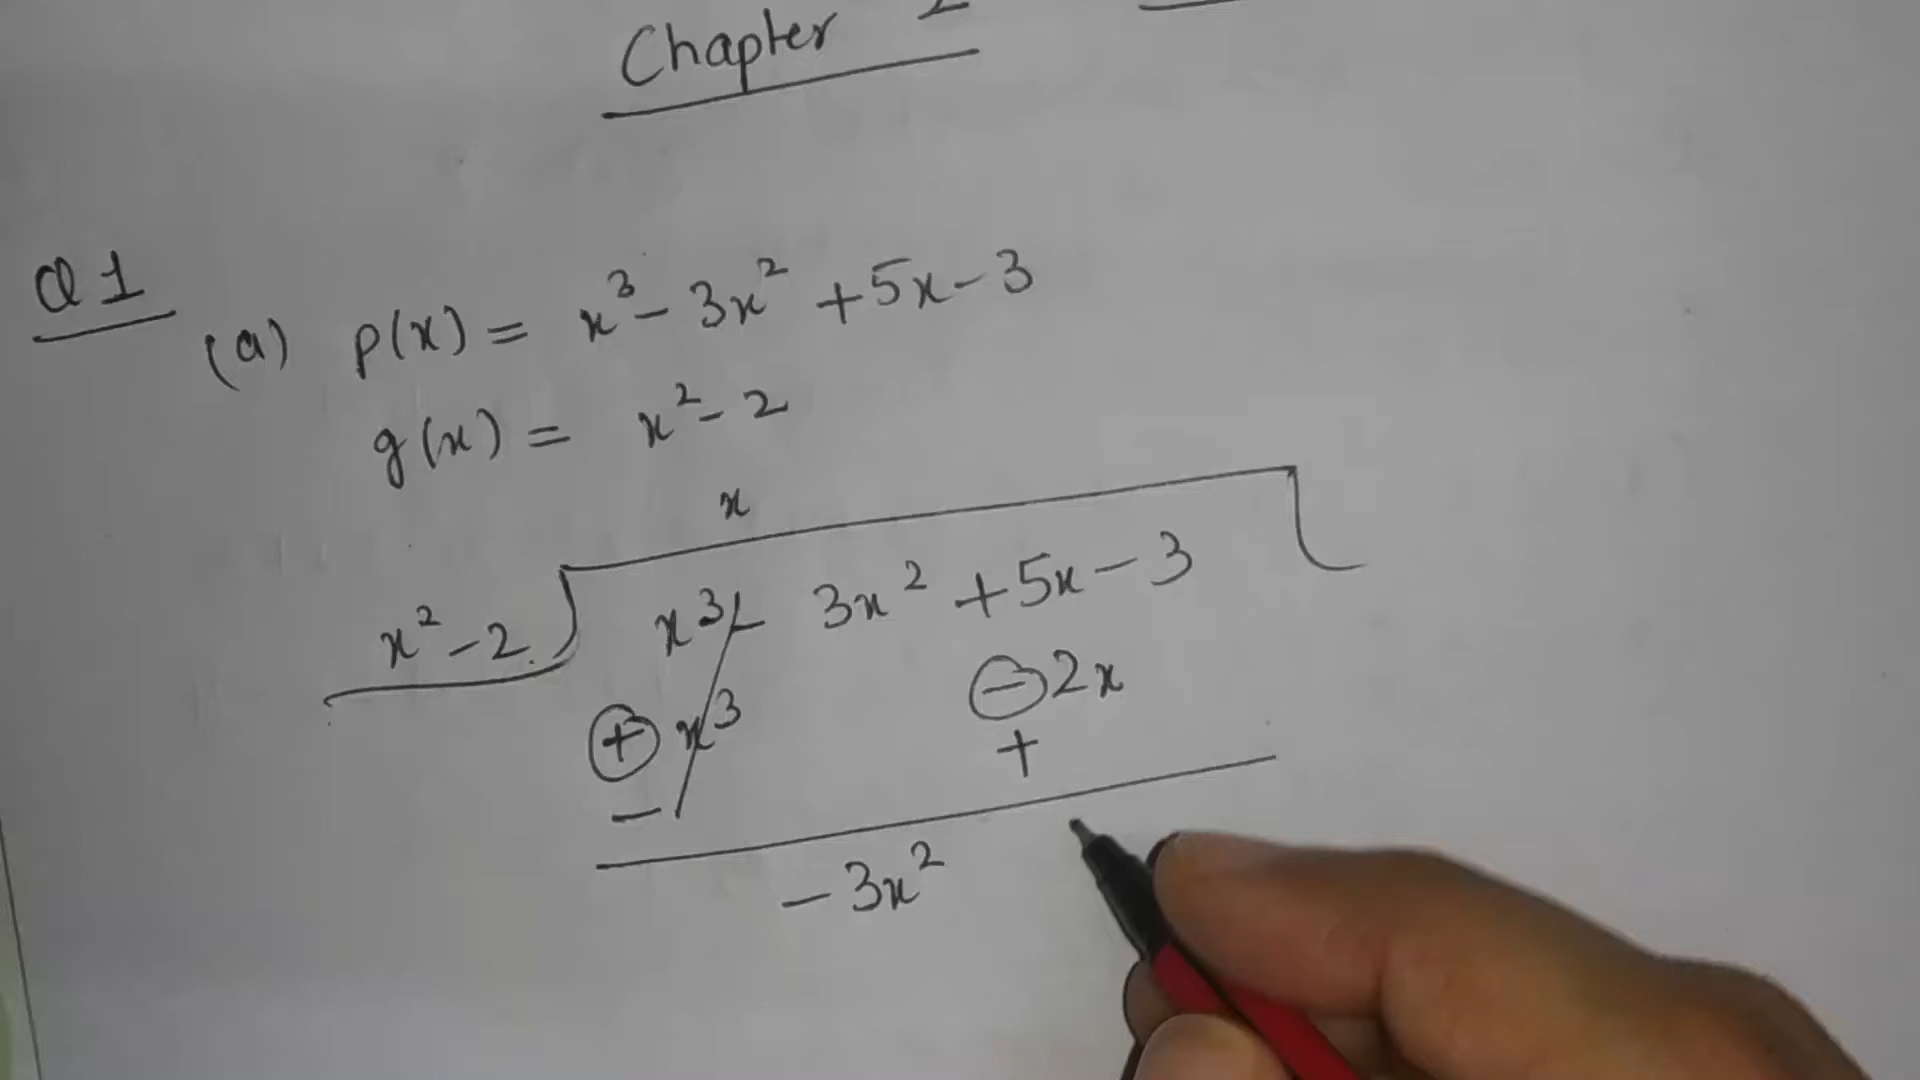 Chapter
Q1
(a) p(x) = x³ - 3x² + 5x - 3
g(x) = x² - 2
x
x² - 2 x³ - 3x² + 5x - 3
+ x³ - 2x
- +
- 3x²